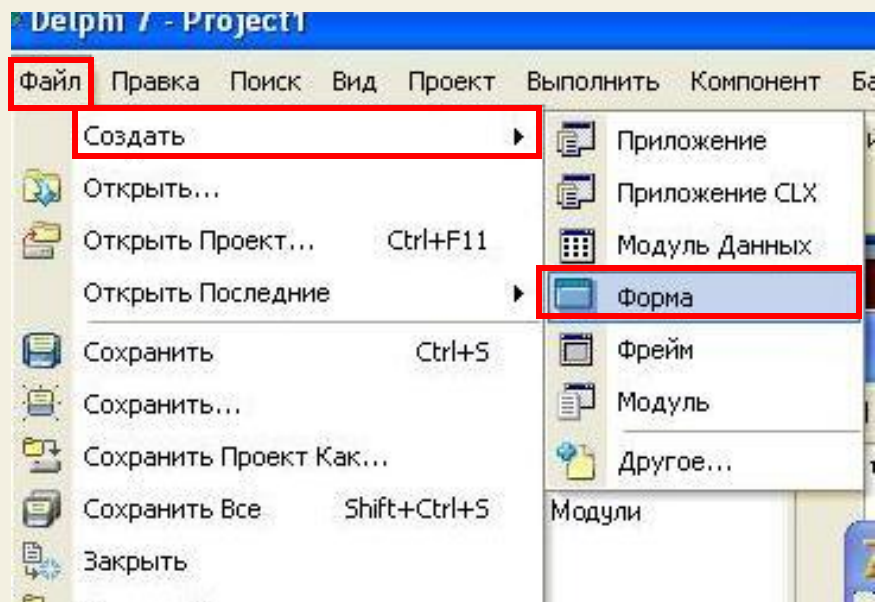 Delphi 7 - Project1
Файл Правка Поиск Вид Проект Выполнить Компонент
Создать
Открыть...
Открыть Проект... Ctrl+F11
Открыть Последние
Сохранить Ctrl+S
Сохранить...
Сохранить Проект Как...
Сохранить Все Shift+Ctrl+S
Закрыть
Приложение
Приложение CLX
Модуль Данных
Форма
Фрейм
Модуль
Другое...
Модули